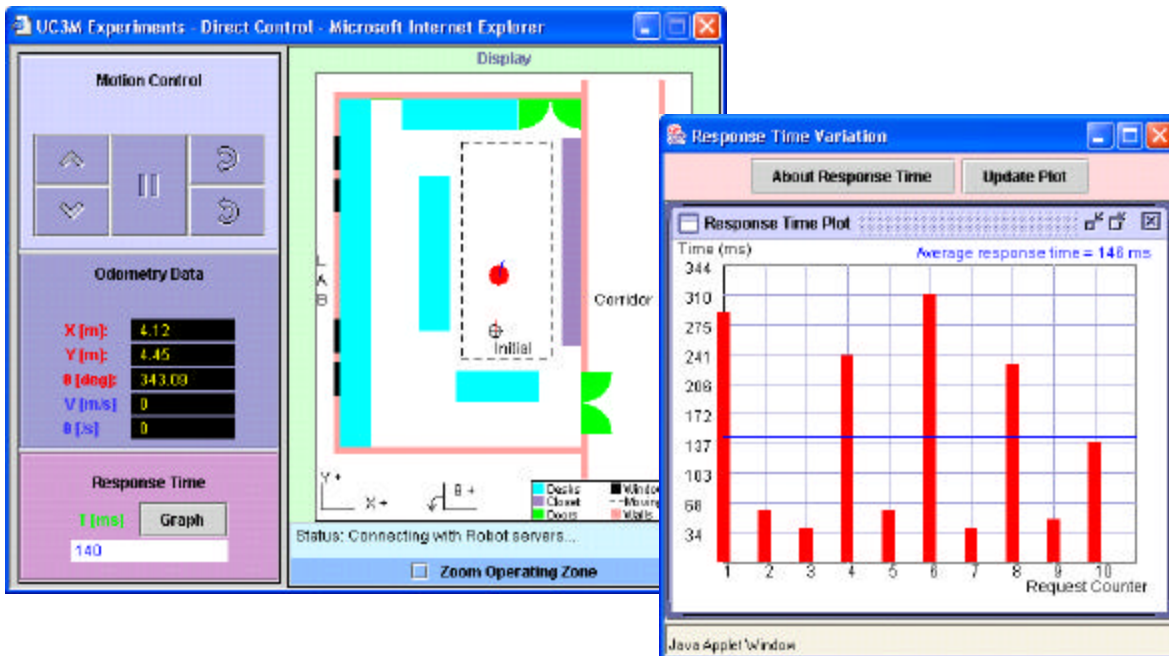 UC3M Experiments - Direct Control - Microsoft Internet Explorer
Motion Control
Odometry Data
X [m]: 4.12
Y [m]: 4.45
θ [deg]: 343.09
V [m/s] 0
θ [/s] 0
Response Time
T [ms] Graph
140
Display
LAB
Corridor
Initial
Y +
X +
θ +
Desks
Closet
Doors
Window
Moving
Walls
Status: Connecting with Robot servers...
Zoom Operating Zone
Response Time Variation
About Response Time Update Plot
Response Time Plot
Time (ms) Average response time = 146 ms
344
310
275
241
206
172
137
103
68
34
1 2 3 4 5 6 7 8 9 10
Request Counter
Java Applet Window